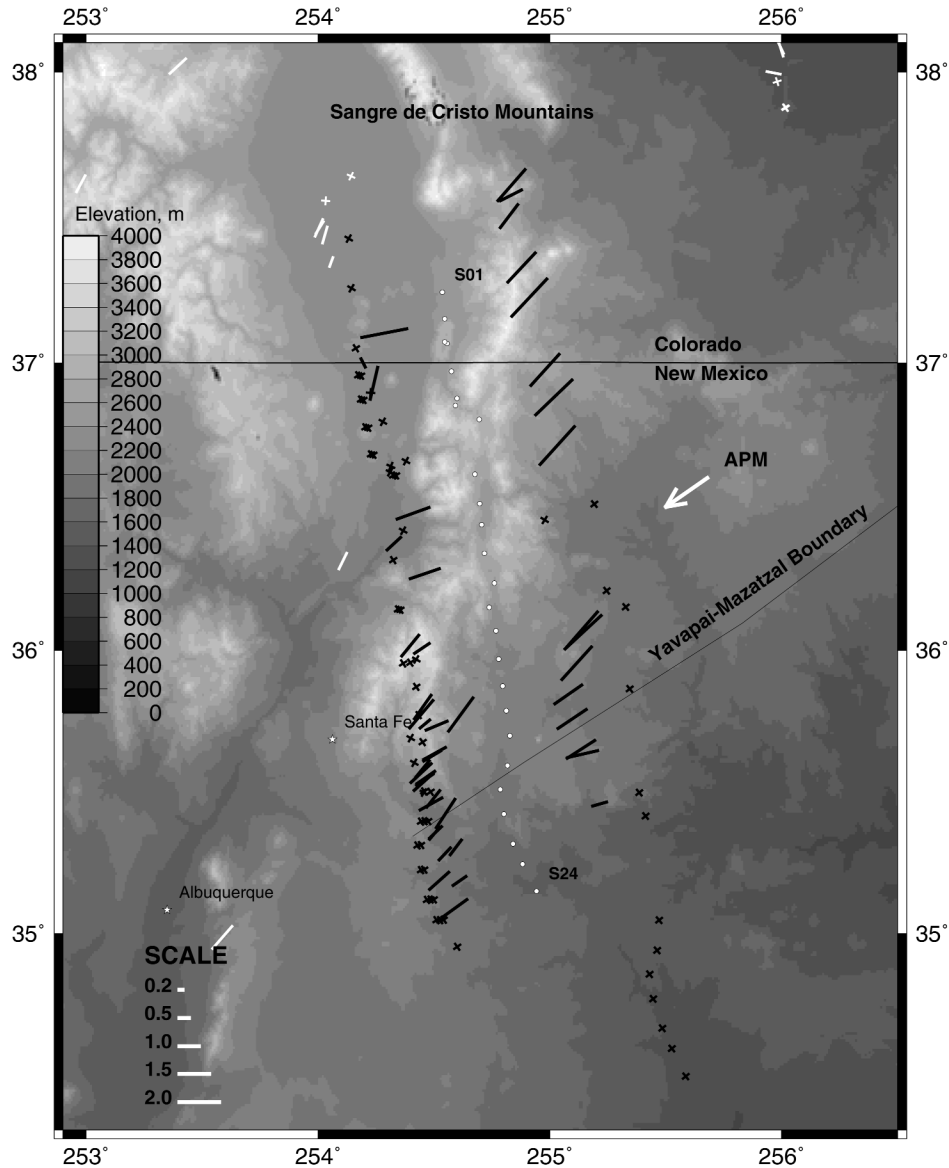 253° 254° 255° 256°
38° 38°
Sangre de Cristo Mountains
Elevation, m
4000
3800
3600
3400
3200
3000
2800
2600
2400
2200
2000
1800
1600
1400
1200
1000
800
600
400
200
0
S01
37° 37°
Colorado
New Mexico
APM
Yavapai-Mazatzal Boundary
36° 36°
Santa Fe
S24
Albuquerque
35° 35°
SCALE
0.2
0.5
1.0
1.5
2.0
253° 254° 255° 256°